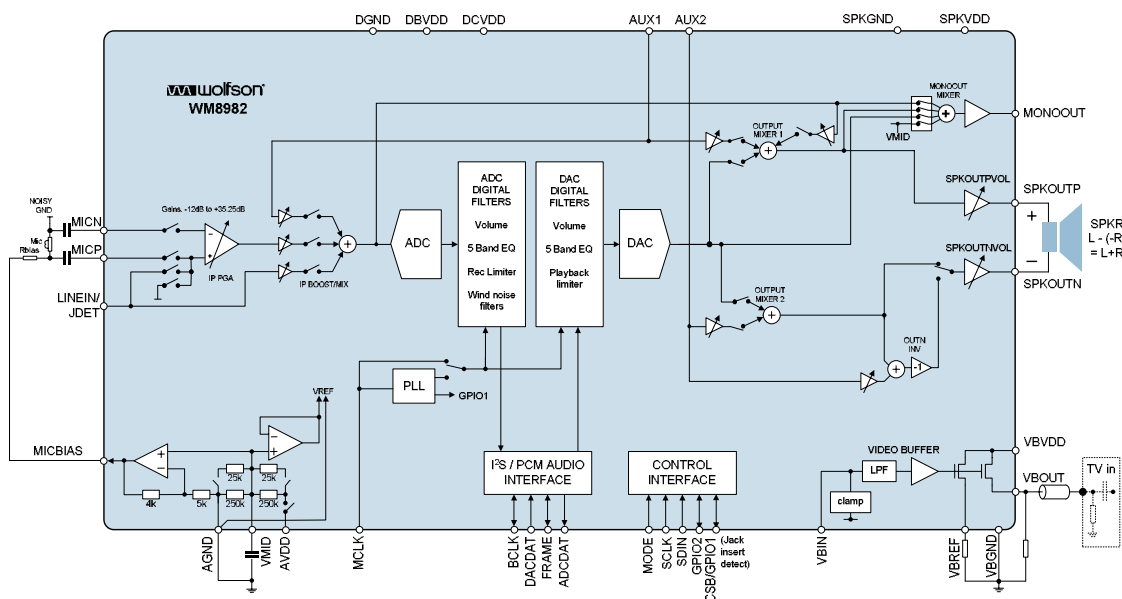 DGND DBVDD DCVDD AUX1 AUX2 SPKGND SPKVDD
wolfson
WM8982
MONOOUT
MIXER
MONOOUT
VMID
OUTPUT
MIXER 1
NOISY
GND
MICN
Gains: -12dB to +35.25dB
Mic
Rbias
MICP
IP PGA
LINEIN/
JDET
IP BOOST/MIX
ADC
ADC
DIGITAL
FILTERS
Volume
5 Band EQ
Rec Limiter
Wind noise
filters
DAC
DIGITAL
FILTERS
Volume
5 Band EQ
Playback
limiter
DAC
SPKOUTPVOL
SPKOUTP
+
SPKR
L - (-R)
= L+R
−
SPKOUTNVOL
SPKOUTN
OUTPUT
MIXER 2
OUTN
INV
-1
PLL
GPIO1
VREF
MICBIAS
25k 25k
4k 5k 250k 250k
I²S / PCM AUDIO
INTERFACE
CONTROL
INTERFACE
VIDEO BUFFER
LPF
clamp
VBVDD
VBOUT
TV in
AGND
VMID
AVDD
MCLK
BCLK
DACDAT
FRAME
ADCDAT
MODE
SCLK
SDIN
GPIO2
CSB/GPIO1
(Jack
insert
detect)
VBIN
VBREF
VBGND